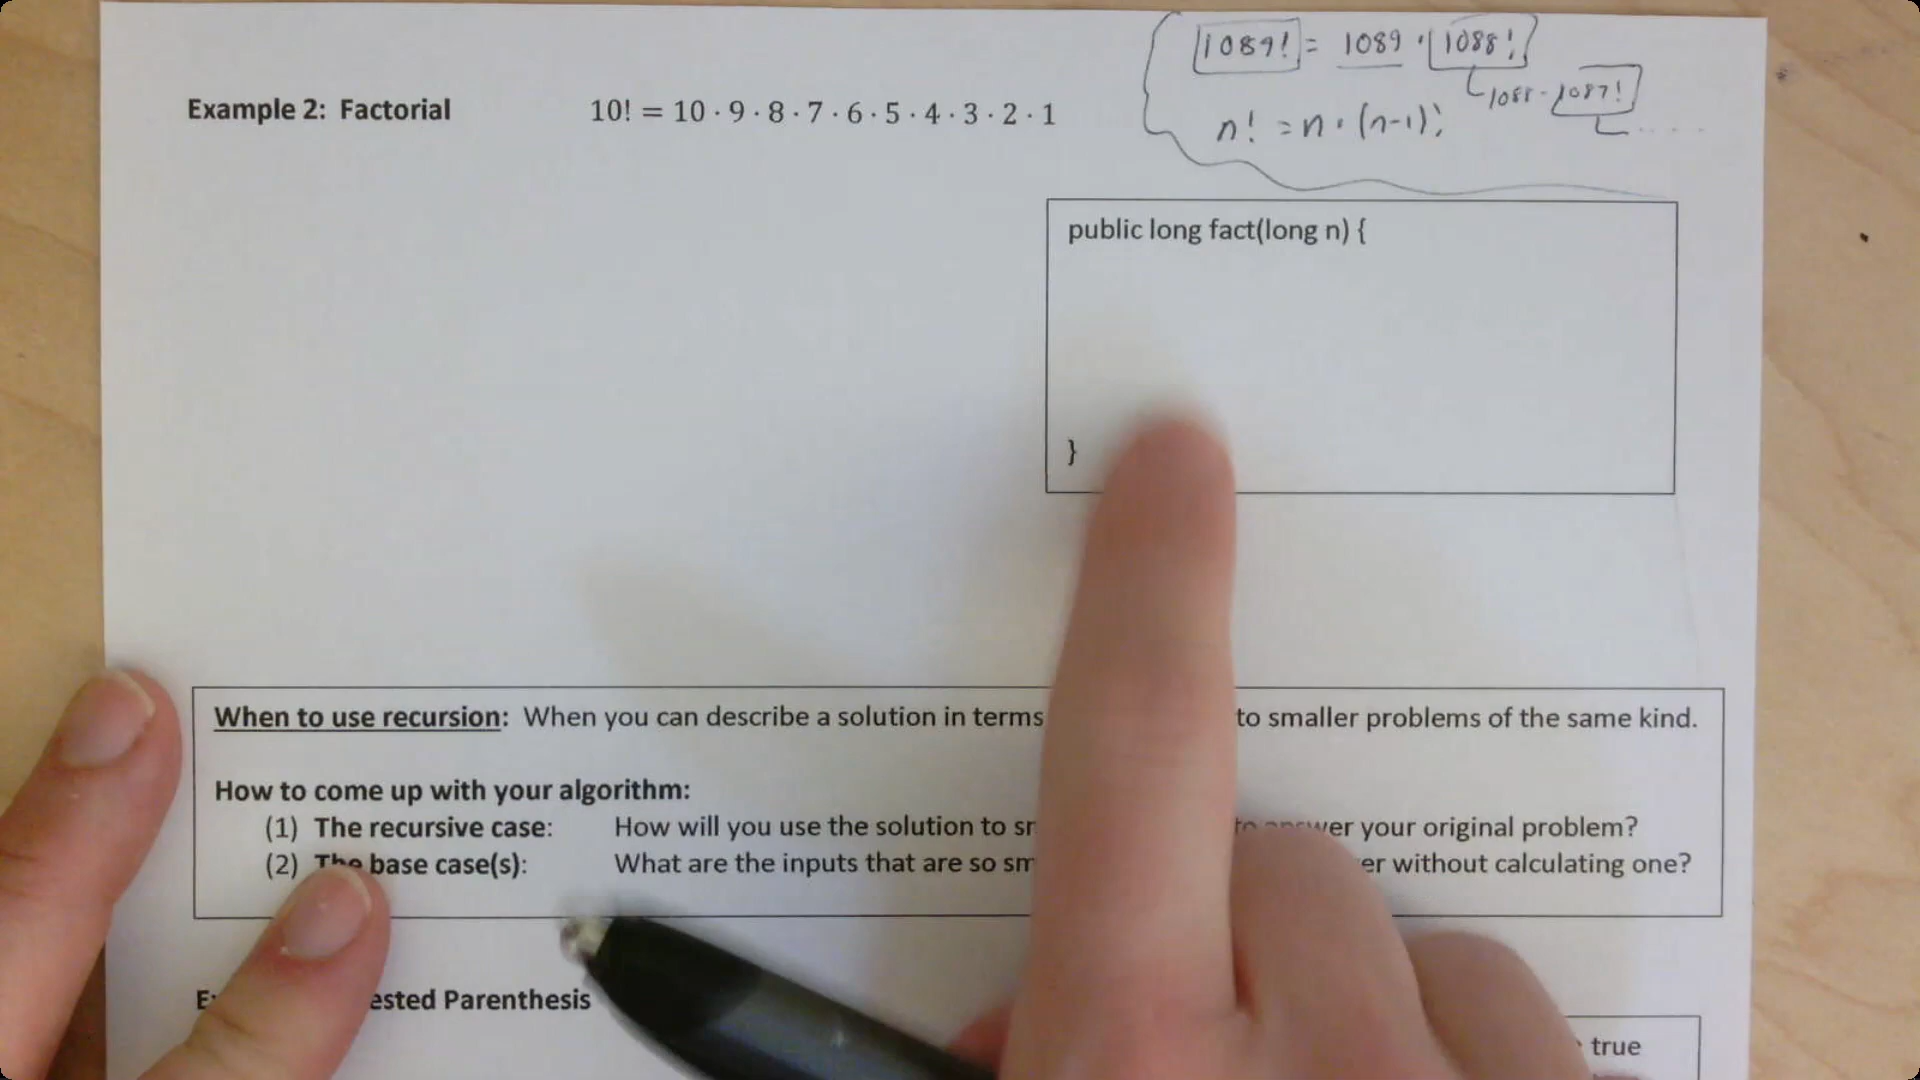 1089! = 1089 · 1088!
1088 · 1087!
Example 2: Factorial 10! = 10 · 9 · 8 · 7 · 6 · 5 · 4 · 3 · 2 · 1
n! = n · (n-1)!
public long fact(long n) {
}
When to use recursion: When you can describe a solution in terms to smaller problems of the same kind.
How to come up with your algorithm:
(1) The recursive case: How will you use the solution to answer your original problem?
(2) The base case(s): What are the inputs that are so without calculating one?
Parenthesis
true